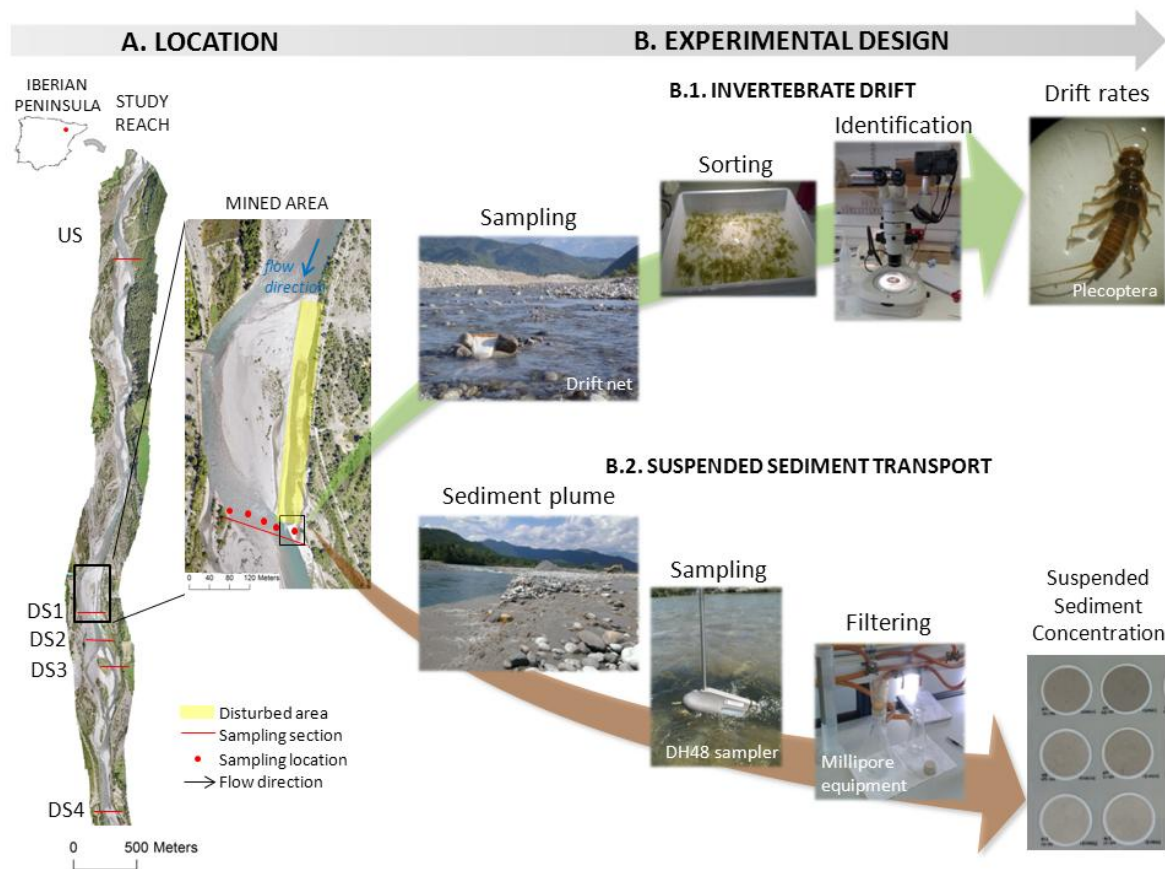 A. LOCATION
B. EXPERIMENTAL DESIGN
IBERIAN
PENINSULA
STUDY
REACH
US
DS1
DS2
DS3
DS4
0 500 Meters
MINED AREA
flow
direction
0 40 80 120 Meters
Disturbed area
Sampling section
Sampling location
Flow direction
B.1. INVERTEBRATE DRIFT
Sampling
Drift net
Sorting
Identification
Drift rates
Plecoptera
B.2. SUSPENDED SEDIMENT TRANSPORT
Sediment plume
Sampling
DH48 sampler
Filtering
Millipore
equipment
Suspended
Sediment
Concentration